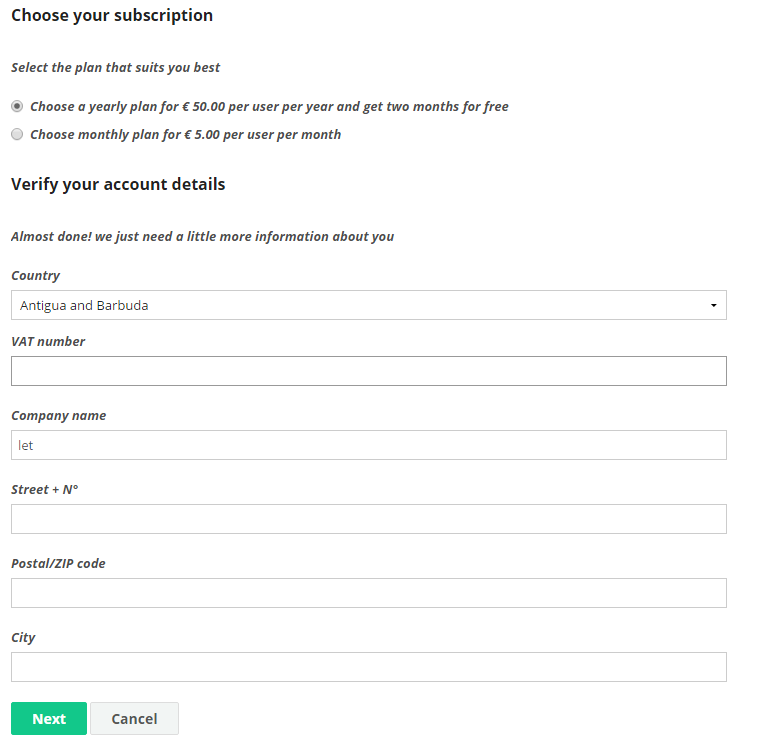 Choose your subscription
Select the plan that suits you best
Choose a yearly plan for € 50.00 per user per year and get two months for free
Choose monthly plan for € 5.00 per user per month
Verify your account details
Almost done! we just need a little more information about you
Country
Antigua and Barbuda
VAT number
Company name
let
Street + N°
Postal/ZIP code
City
Next Cancel